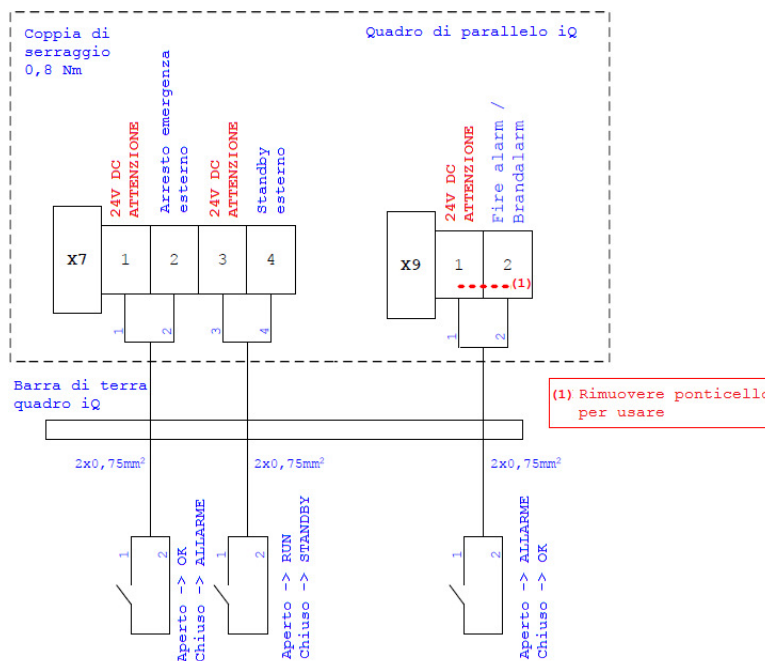 Coppia di
serraggio
0,8 Nm
Quadro di parallelo iQ
24V DC
ATTENZIONE
Arresto emergenza
esterno
24V DC
ATTENZIONE
Standby
esterno
24V DC
ATTENZIONE
Fire alarm /
Brandalarm
X7
1
2
3
4
X9
1
2
(1)
1
2
3
4
1
2
Barra di terra
quadro iQ
(1) Rimuovere ponticello
per usare
2x0,75mm²
2x0,75mm²
2x0,75mm²
1
2
Aperto -> OK
Chiuso -> ALLARME
1
2
Aperto -> RUN
Chiuso -> STANDBY
1
2
Aperto -> ALLARME
Chiuso -> OK